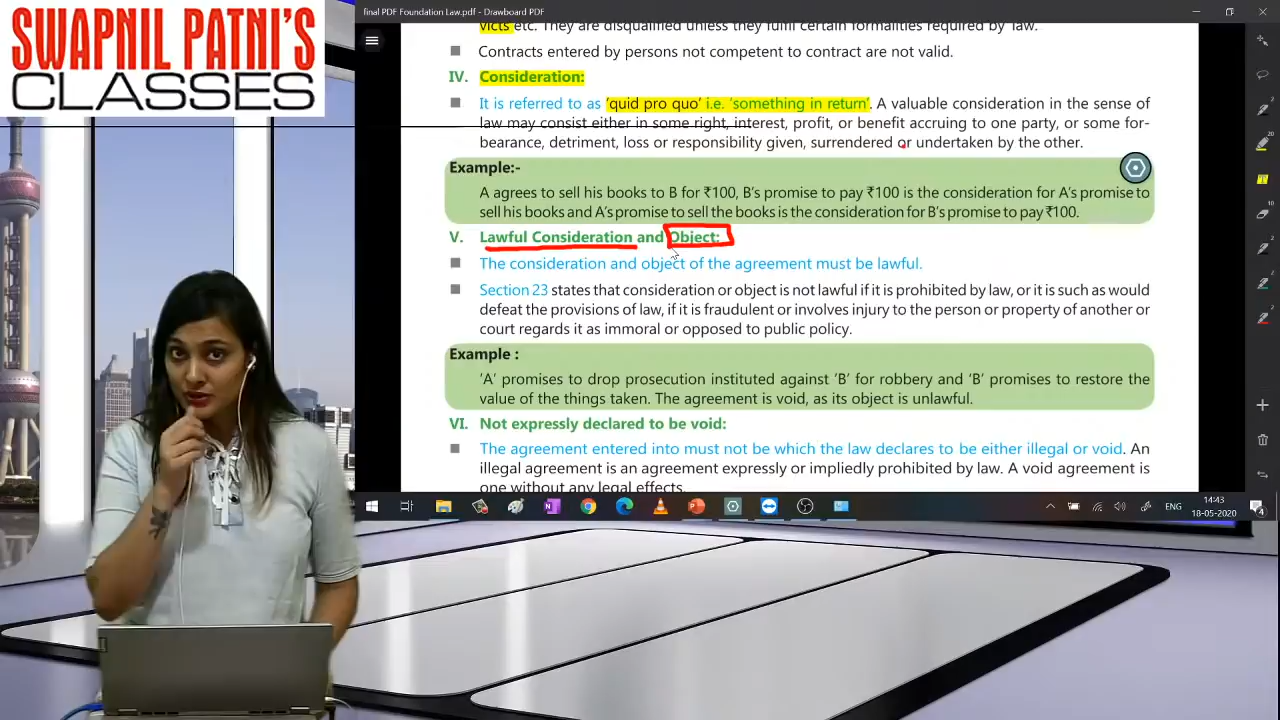 SWAPNIL PATNI'S
CLASSES
final PDF Foundation Law.pdf - Drawboard PDF
victs etc. They are disqualified unless they fulfil certain formalities required by law.
■ Contracts entered by persons not competent to contract are not valid.
IV. Consideration:
■ It is referred to as 'quid pro quo' i.e. 'something in return'. A valuable consideration in the sense of
law may consist either in some right, interest, profit, or benefit accruing to one party, or some for-
bearance, detriment, loss or responsibility given, surrendered or undertaken by the other.
Example:-
A agrees to sell his books to B for ₹100, B's promise to pay ₹100 is the consideration for A's promise to
sell his books and A's promise to sell the books is the consideration for B's promise to pay ₹100.
V. Lawful Consideration and Object:
■ The consideration and object of the agreement must be lawful.
■ Section 23 states that consideration or object is not lawful if it is prohibited by law, or it is such as would
defeat the provisions of law, if it is fraudulent or involves injury to the person or property of another or
court regards it as immoral or opposed to public policy.
Example :
'A' promises to drop prosecution instituted against 'B' for robbery and 'B' promises to restore the
value of the things taken. The agreement is void, as its object is unlawful.
VI. Not expressly declared to be void:
■ The agreement entered into must not be which the law declares to be either illegal or void. An
illegal agreement is an agreement expressly or impliedly prohibited by law. A void agreement is
one without any legal effects.
ENG
14:43
18-05-2020